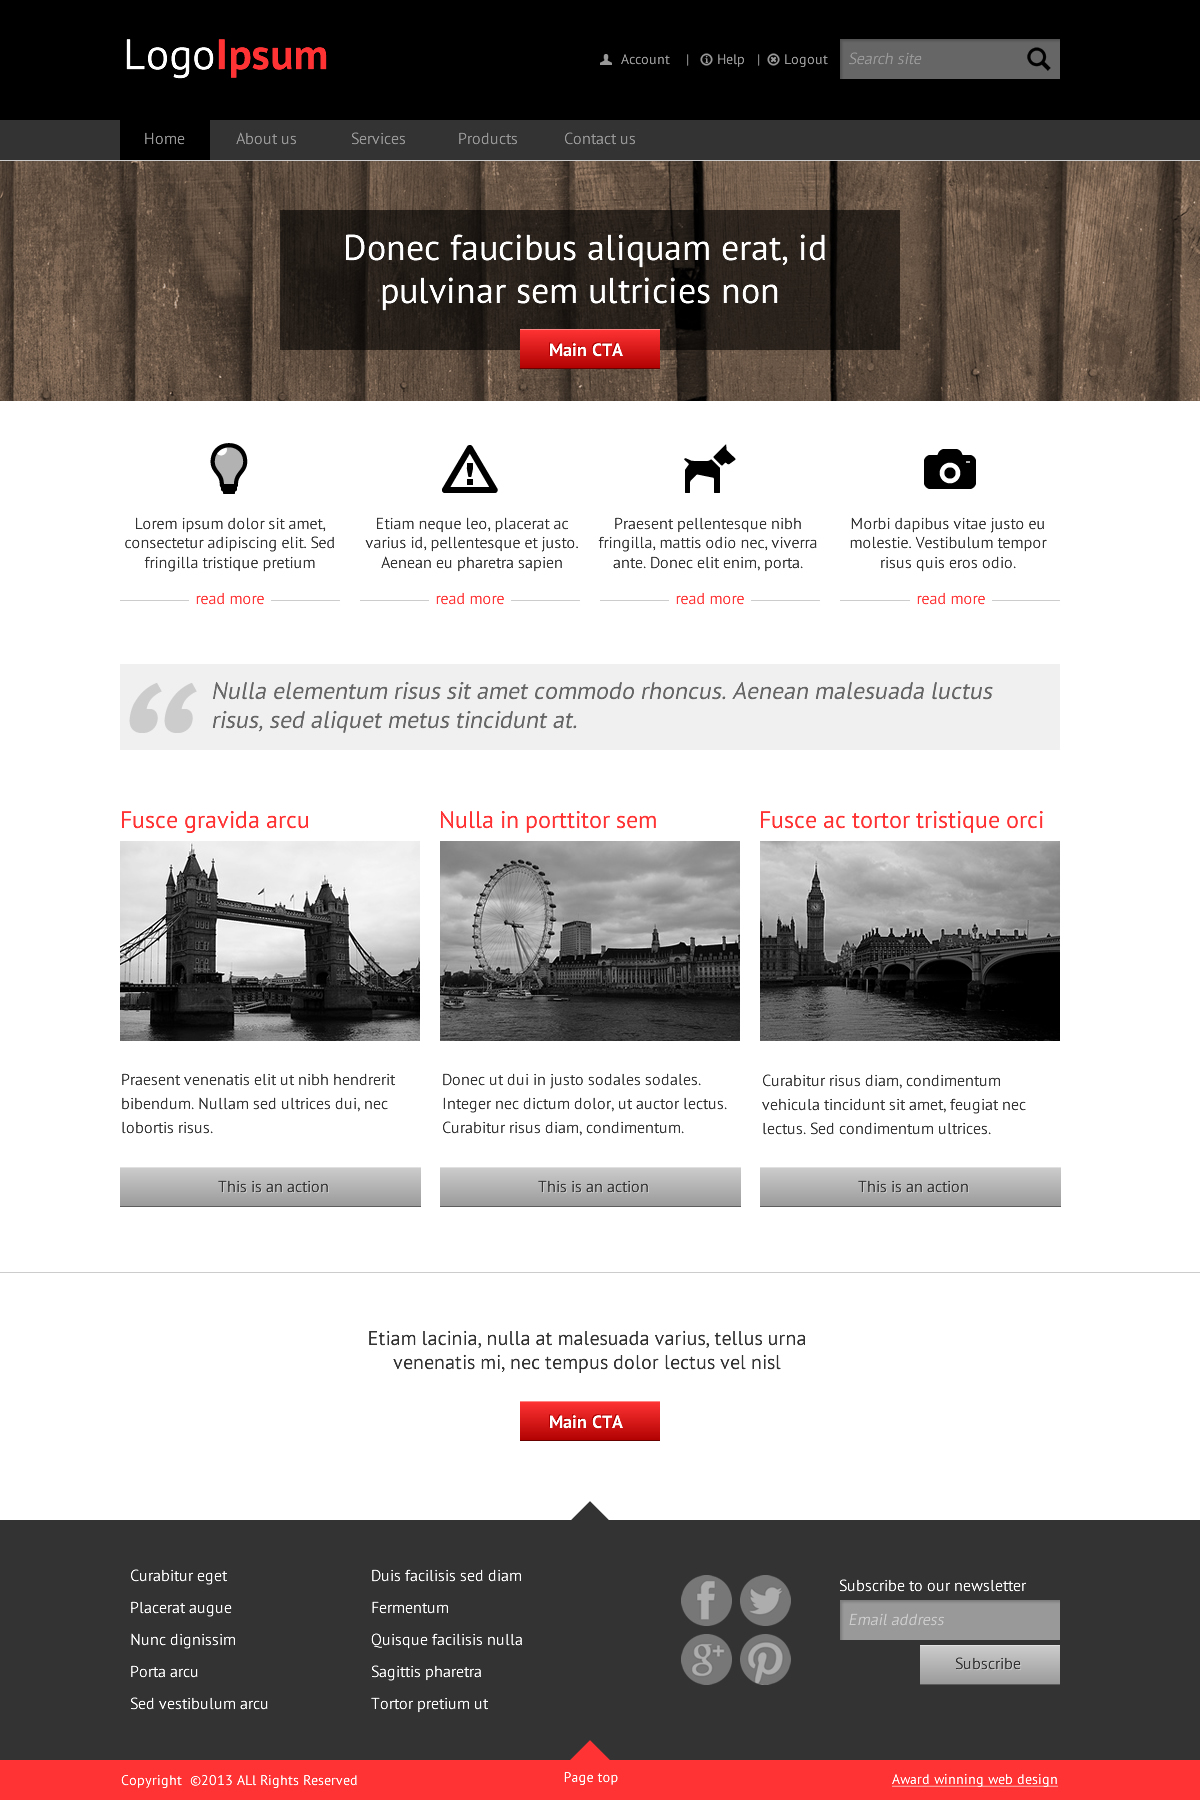 LogoIpsum
Account | Help | Logout
Search site
Home
About us
Services
Products
Contact us
Donec faucibus aliquam erat, id
pulvinar sem ultricies non
Main CTA
Lorem ipsum dolor sit amet,
consectetur adipiscing elit. Sed
fringilla tristique pretium
read more
Etiam neque leo, placerat ac
varius id, pellentesque et justo.
Aenean eu pharetra sapien
read more
Praesent pellentesque nibh
fringilla, mattis odio nec, viverra
ante. Donec elit enim, porta.
read more
Morbi dapibus vitae justo eu
molestie. Vestibulum tempor
risus quis eros odio.
read more
“
Nulla elementum risus sit amet commodo rhoncus. Aenean malesuada luctus
risus, sed aliquet metus tincidunt at.
Fusce gravida arcu
Praesent venenatis elit ut nibh hendrerit
bibendum. Nullam sed ultrices dui, nec
lobortis risus.
This is an action
Nulla in porttitor sem
Donec ut dui in justo sodales sodales.
Integer nec dictum dolor, ut auctor lectus.
Curabitur risus diam, condimentum.
This is an action
Fusce ac tortor tristique orci
Curabitur risus diam, condimentum
vehicula tincidunt sit amet, feugiat nec
lectus. Sed condimentum ultrices.
This is an action
Etiam lacinia, nulla at malesuada varius, tellus urna
venenatis mi, nec tempus dolor lectus vel nisl
Main CTA
Curabitur eget
Placerat augue
Nunc dignissim
Porta arcu
Sed vestibulum arcu
Duis facilisis sed diam
Fermentum
Quisque facilisis nulla
Sagittis pharetra
Tortor pretium ut
Subscribe to our newsletter
Email address
Subscribe
Copyright ©2013 ALl Rights Reserved
Page top
Award winning web design